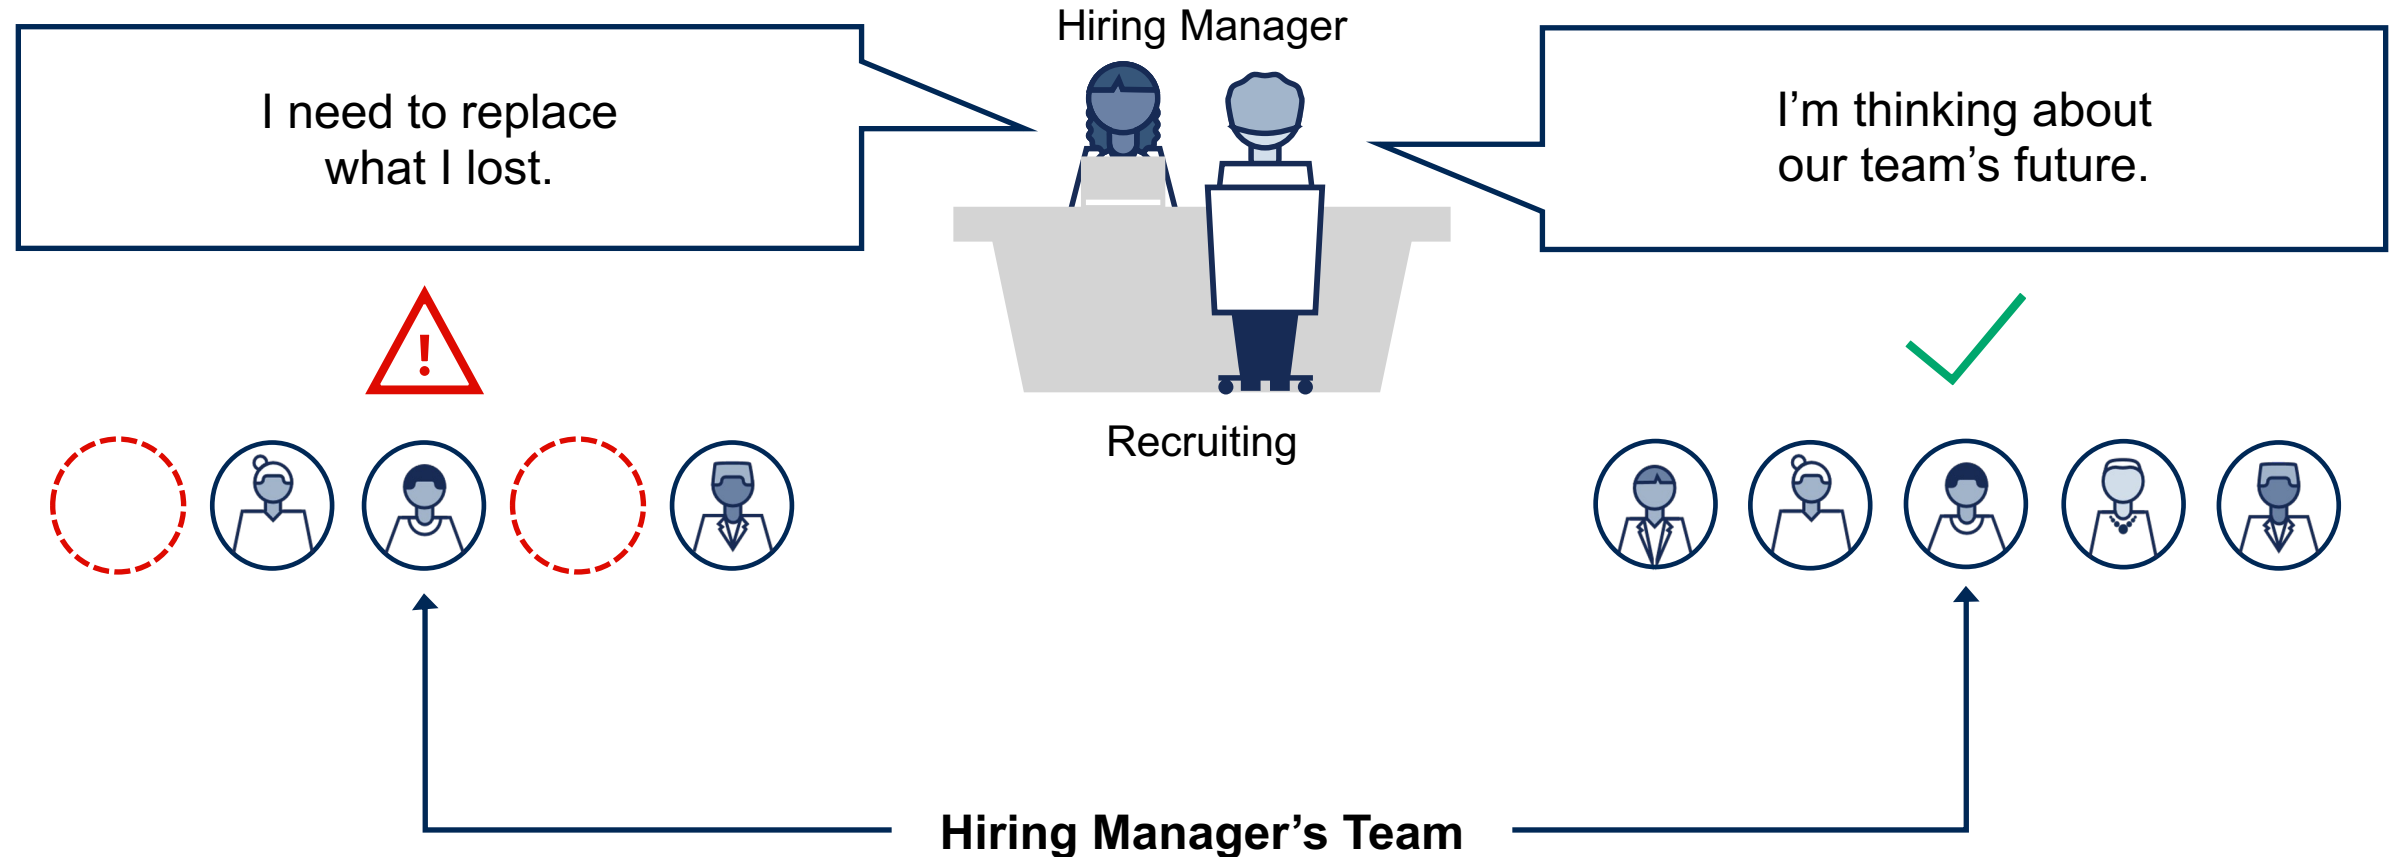 Hiring Manager
I need to replace
what I lost.
I’m thinking about
our team’s future.
!
Recruiting
Hiring Manager’s Team